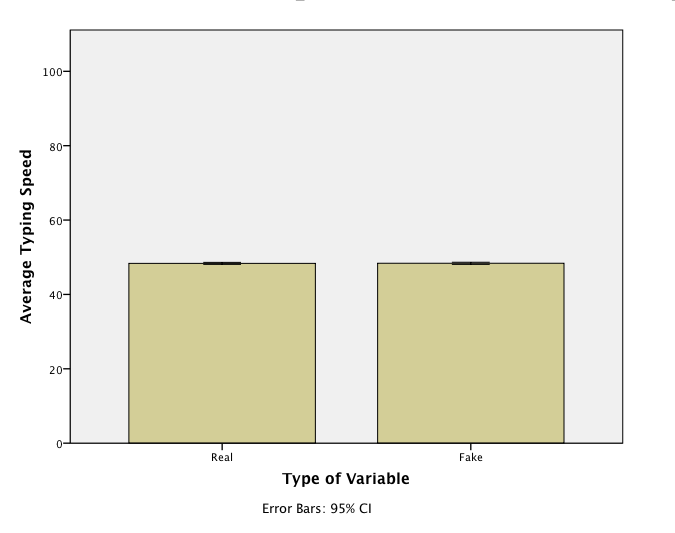 100
80
60
40
20
0
Average Typing Speed
Real
Fake
Type of Variable
Error Bars: 95% CI